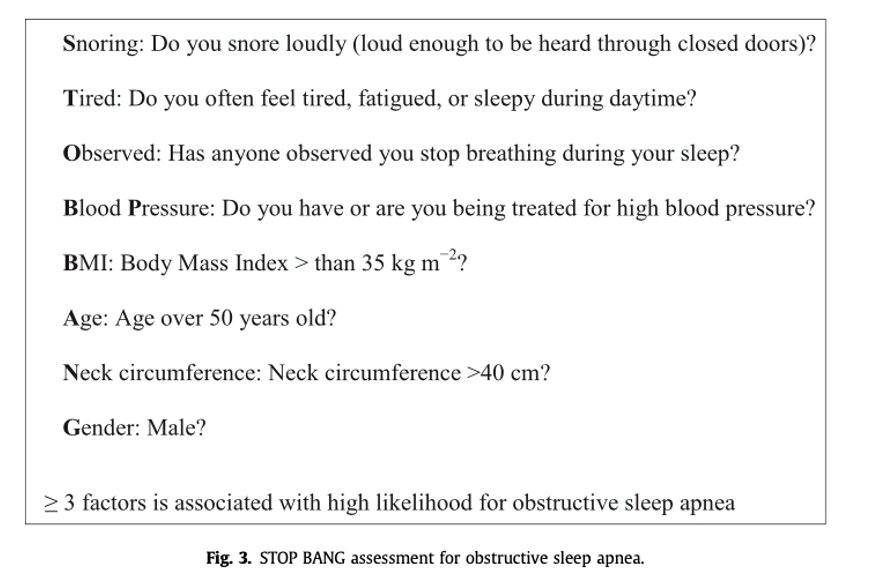 Snoring: Do you snore loudly (loud enough to be heard through closed doors)?
Tired: Do you often feel tired, fatigued, or sleepy during daytime?
Observed: Has anyone observed you stop breathing during your sleep?
Blood Pressure: Do you have or are you being treated for high blood pressure?
BMI: Body Mass Index > than 35 kg m⁻²?
Age: Age over 50 years old?
Neck circumference: Neck circumference >40 cm?
Gender: Male?
≥ 3 factors is associated with high likelihood for obstructive sleep apnea
Fig. 3. STOP BANG assessment for obstructive sleep apnea.